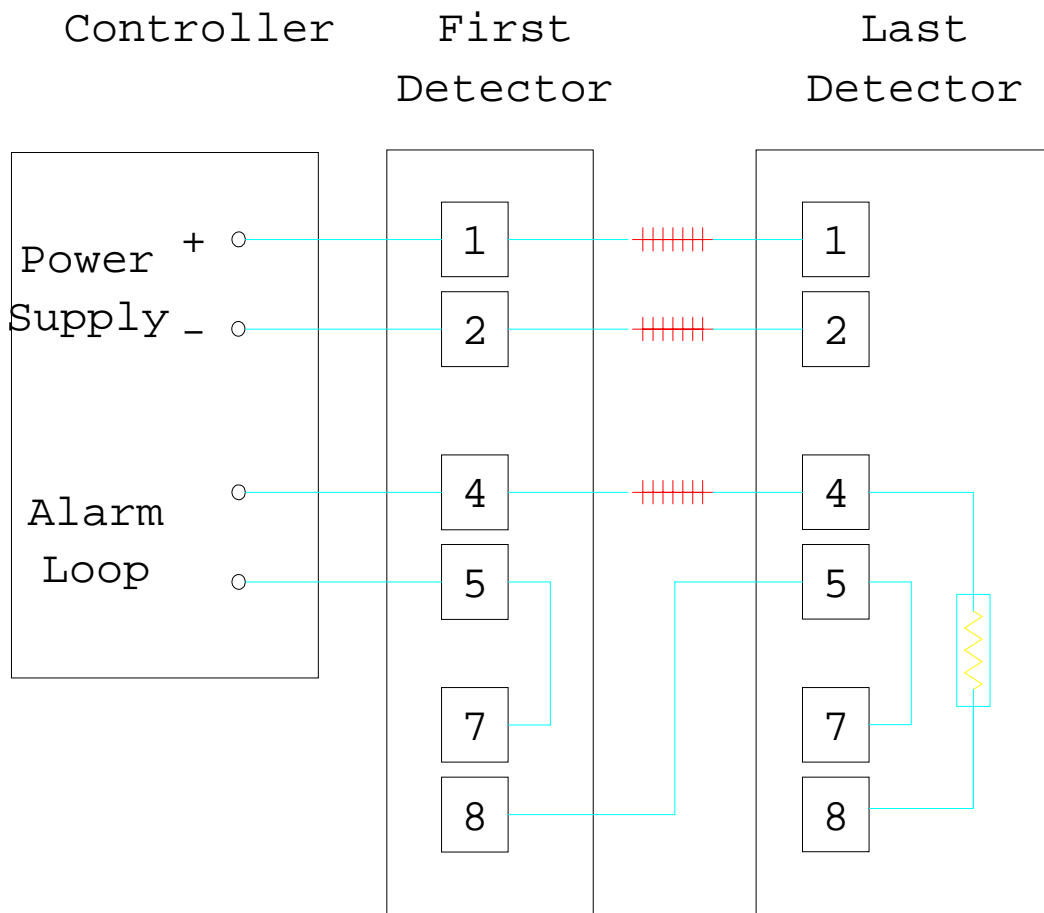 Controller
First
Detector
Last
Detector
Power
Supply
+
-
Alarm
Loop
1
2
4
5
7
8
1
2
4
5
7
8